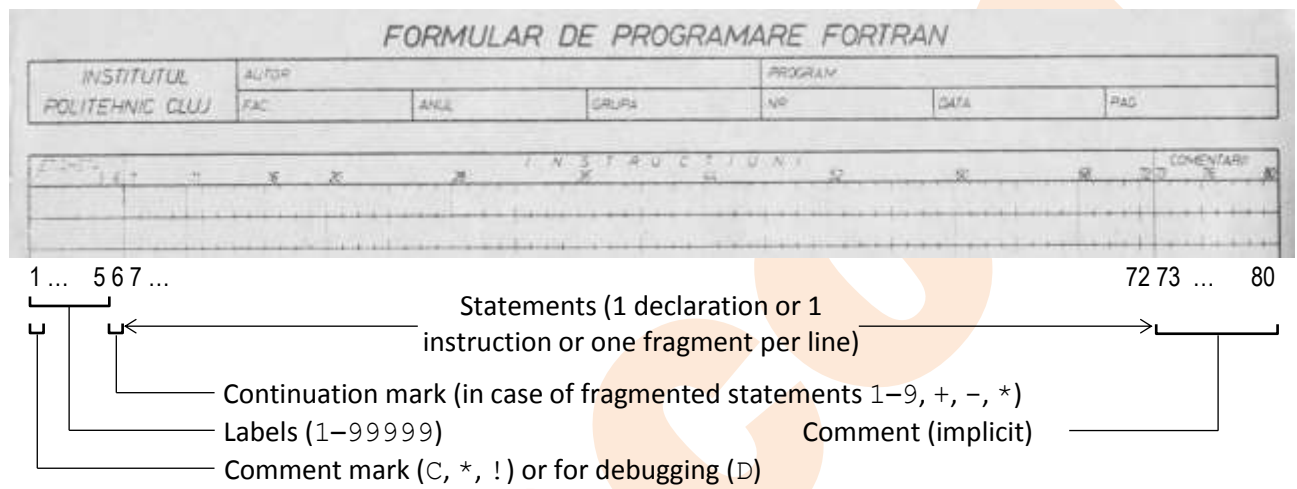 FORMULAR DE PROGRAMARE FORTRAN
INSTITUTUL POLITEHNIC CLUJ
AUTOR PROGRAM
FAC. ANUL GRUPA NR. DATA PAG.
INSTRUCTIUNI COMENTARII
1 ... 5 6 7 ... 72 73 ... 80
Statements (1 declaration or 1
instruction or one fragment per line)
Continuation mark (in case of fragmented statements 1–9, +, –, *)
Labels (1–99999) Comment (implicit)
Comment mark (C, *, !) or for debugging (D)